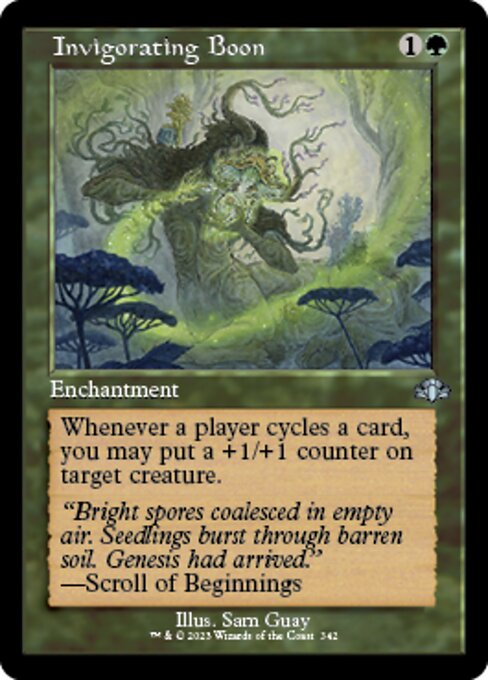 Invigorating Boon 1
Enchantment
Whenever a player cycles a card,
you may put a +1/+1 counter on
target creature.
“Bright spores coalesced in empty
air. Seedlings burst through barren
soil. Genesis had arrived.”
—Scroll of Beginnings
Illus. Sam Guay
™ & © 2023 Wizards of the Coast 342